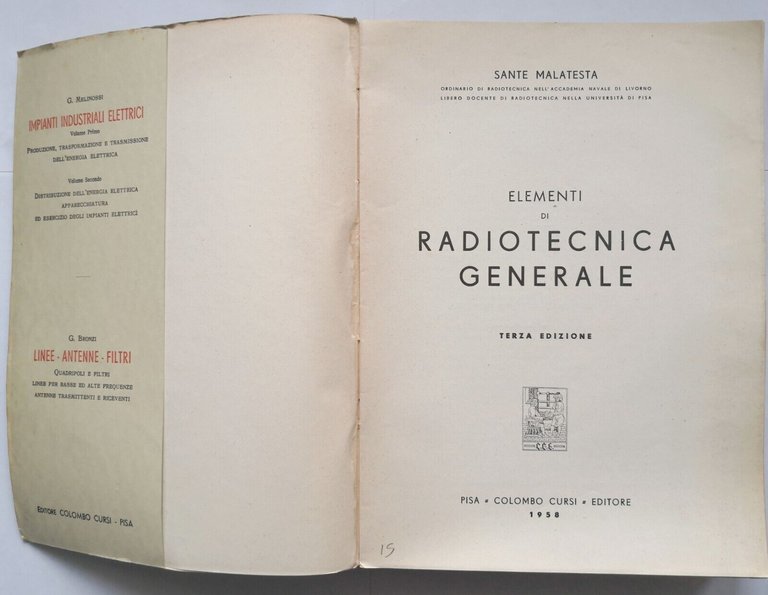 G. Melinossi
IMPIANTI INDUSTRIALI ELETTRICI
Volume Primo
Produzione, trasformazione e trasmissione
dell'energia elettrica
Volume Secondo
Distribuzione dell'energia elettrica
apparecchiatura
ed esercizio degli impianti elettrici
G. Bronzi
LINEE - ANTENNE - FILTRI
Quadripoli e filtri
linee per basse ed alte frequenze
antenne trasmittenti e riceventi
Editore COLOMBO CURSI - PISA
SANTE MALATESTA
ORDINARIO DI RADIOTECNICA NELL'ACCADEMIA NAVALE DI LIVORNO
LIBERO DOCENTE DI RADIOTECNICA NELLA UNIVERSITÀ DI PISA
ELEMENTI
DI
RADIOTECNICA
GENERALE
TERZA EDIZIONE
C.C.E.
PISA - COLOMBO CURSI - EDITORE
1958
15